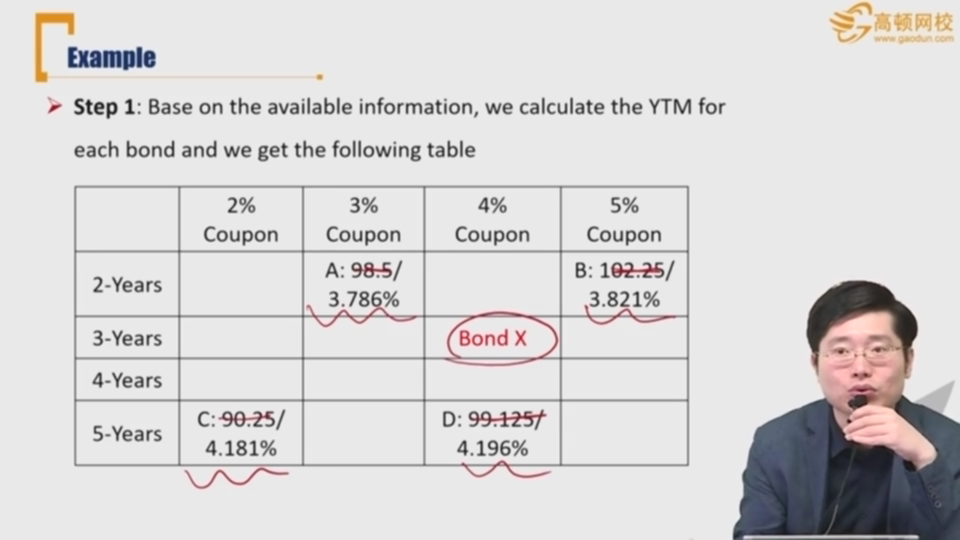 高顿网校
www.gaodun.com
Example
Step 1: Base on the available information, we calculate the YTM for
each bond and we get the following table
2% Coupon
3% Coupon
4% Coupon
5% Coupon
2-Years
A: 98.5/
3.786%
B: 102.25/
3.821%
3-Years
Bond X
4-Years
5-Years
C: 90.25/
4.181%
D: 99.125/
4.196%